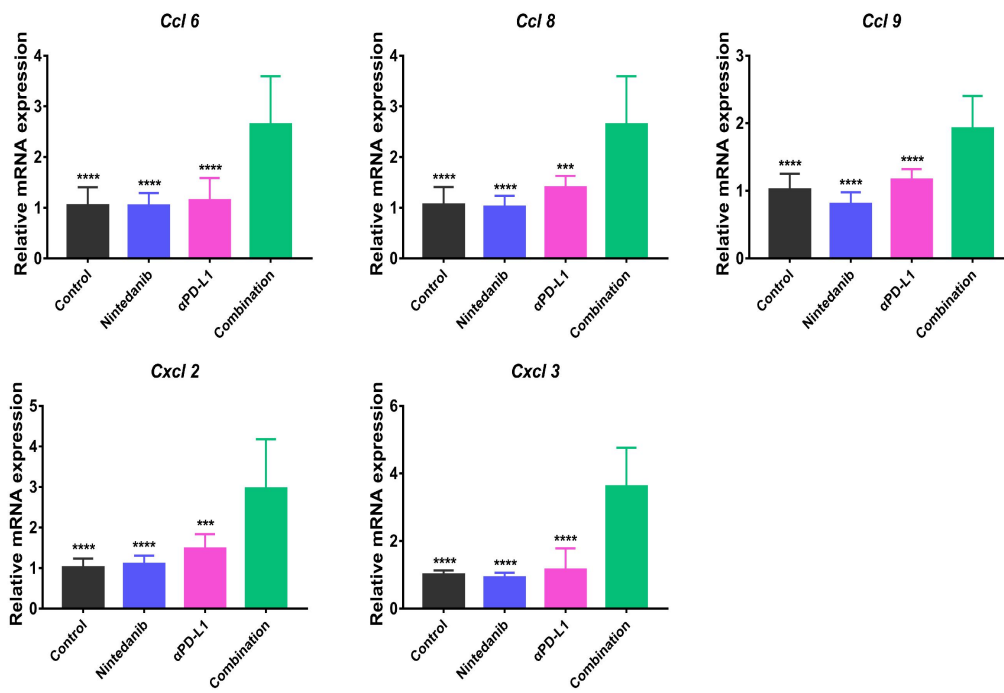 Ccl 6
Relative mRNA expression
4
3
2
1
0
****
****
****
Control
Nintedanib
αPD-L1
Combination
Ccl 8
Relative mRNA expression
4
3
2
1
0
****
****
***
Control
Nintedanib
αPD-L1
Combination
Ccl 9
Relative mRNA expression
3
2
1
0
****
****
****
Control
Nintedanib
αPD-L1
Combination
Cxcl 2
Relative mRNA expression
5
4
3
2
1
0
****
****
***
Control
Nintedanib
αPD-L1
Combination
Cxcl 3
Relative mRNA expression
6
4
2
0
****
****
****
Control
Nintedanib
αPD-L1
Combination